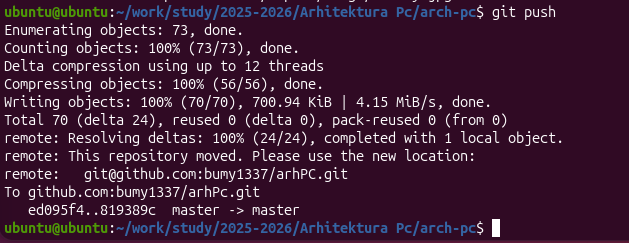 ubuntu@ubuntu:~/work/study/2025-2026/Arhitektura Pc/arch-pc$ git push
Enumerating objects: 73, done.
Counting objects: 100% (73/73), done.
Delta compression using up to 12 threads
Compressing objects: 100% (56/56), done.
Writing objects: 100% (70/70), 700.94 KiB | 4.15 MiB/s, done.
Total 70 (delta 24), reused 0 (delta 0), pack-reused 0 (from 0)
remote: Resolving deltas: 100% (24/24), completed with 1 local object.
remote: This repository moved. Please use the new location:
remote:   git@github.com:bumy1337/arhPC.git
To github.com:bumy1337/arhPc.git
   ed095f4..819389c  master -> master
ubuntu@ubuntu:~/work/study/2025-2026/Arhitektura Pc/arch-pc$